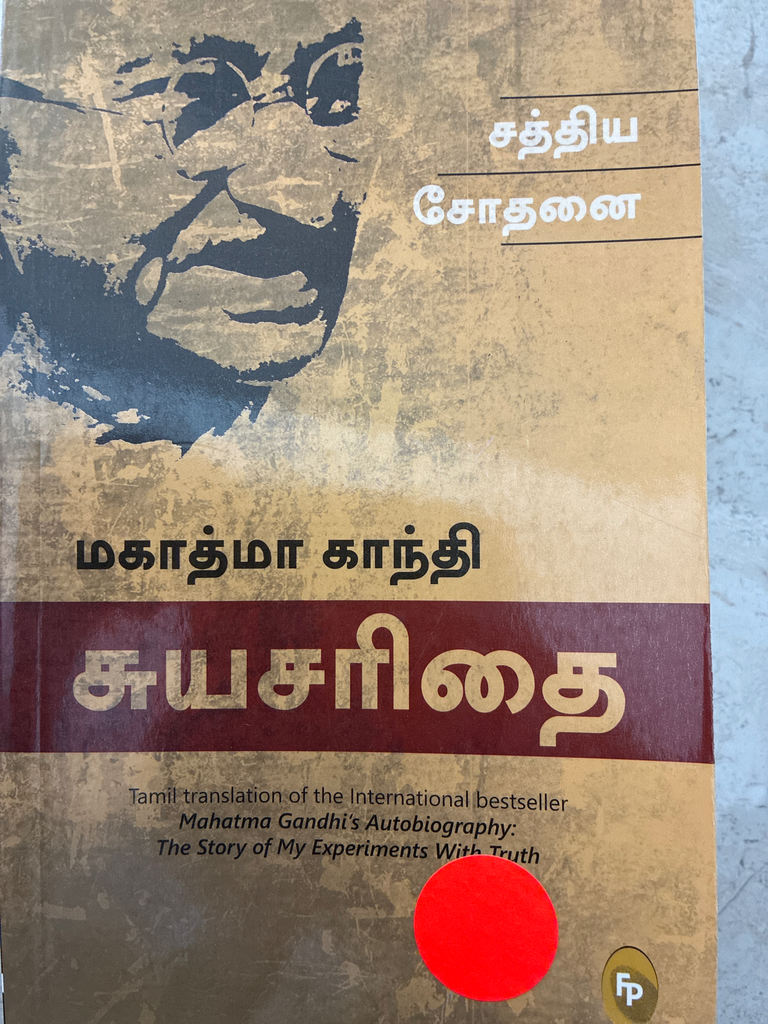 சத்திய
சோதனை
மகாத்மா காந்தி
சுயசரிதை
Tamil translation of the International bestseller
Mahatma Gandhi's Autobiography:
The Story of My Experiments With Truth
FP